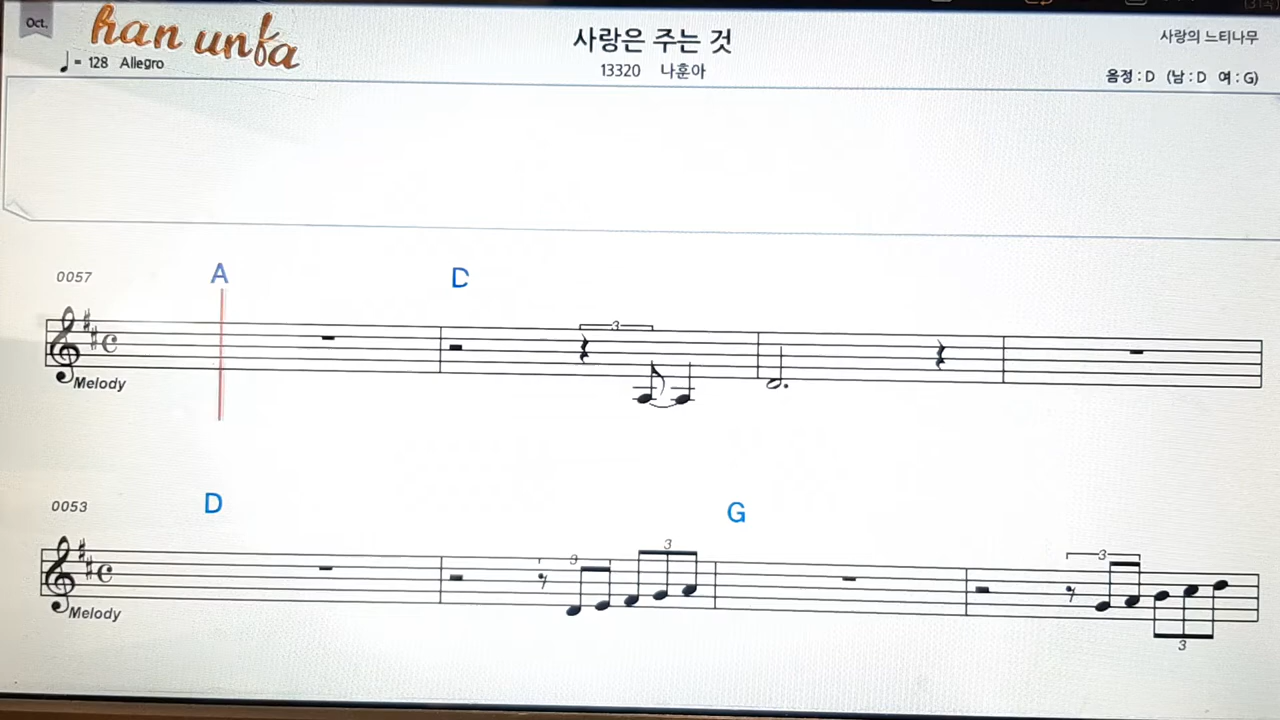 Oct.
han unfa
♩= 128 Allegro
사랑은 주는 것
13320 나훈아
사랑의 느티나무
음정 : D (남 : D 여 : G)
0057
A
D
3
Melody
0053
D
G
3
3
3
3
Melody